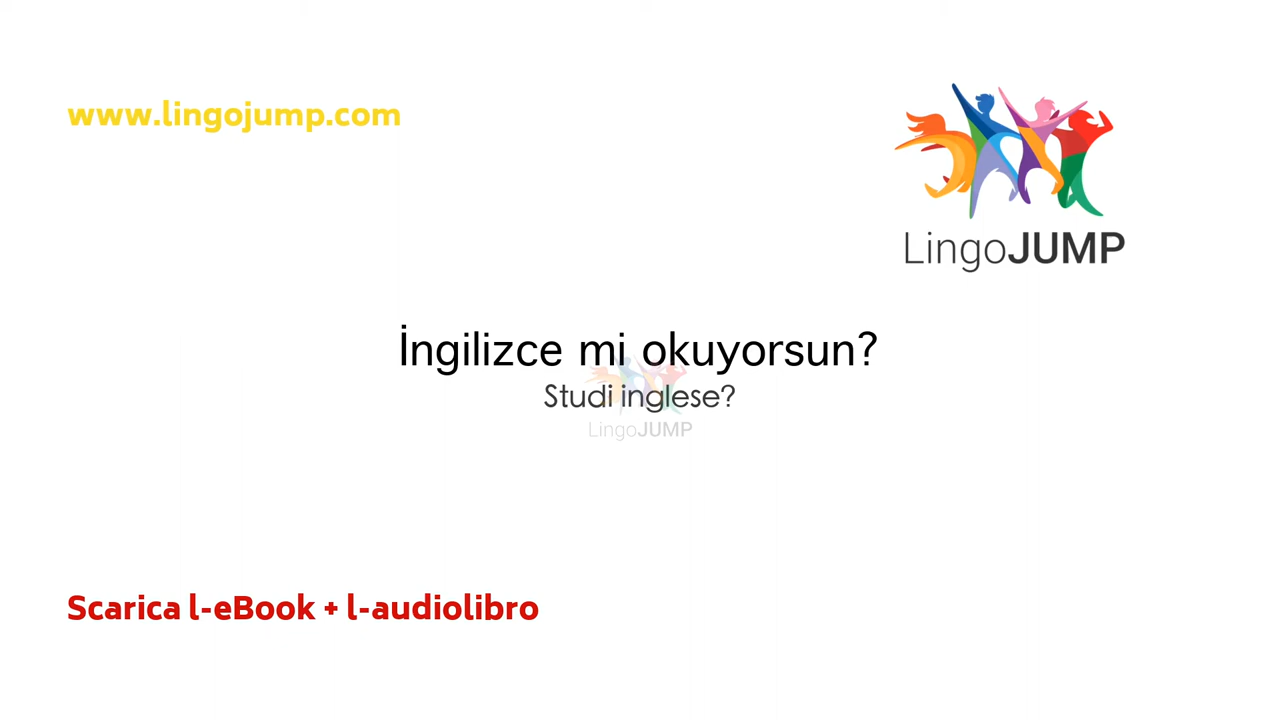 www.lingojump.com
LingoJUMP
İngilizce mi okuyorsun?
Studi inglese?
LingoJUMP
Scarica l-eBook + l-audiolibro